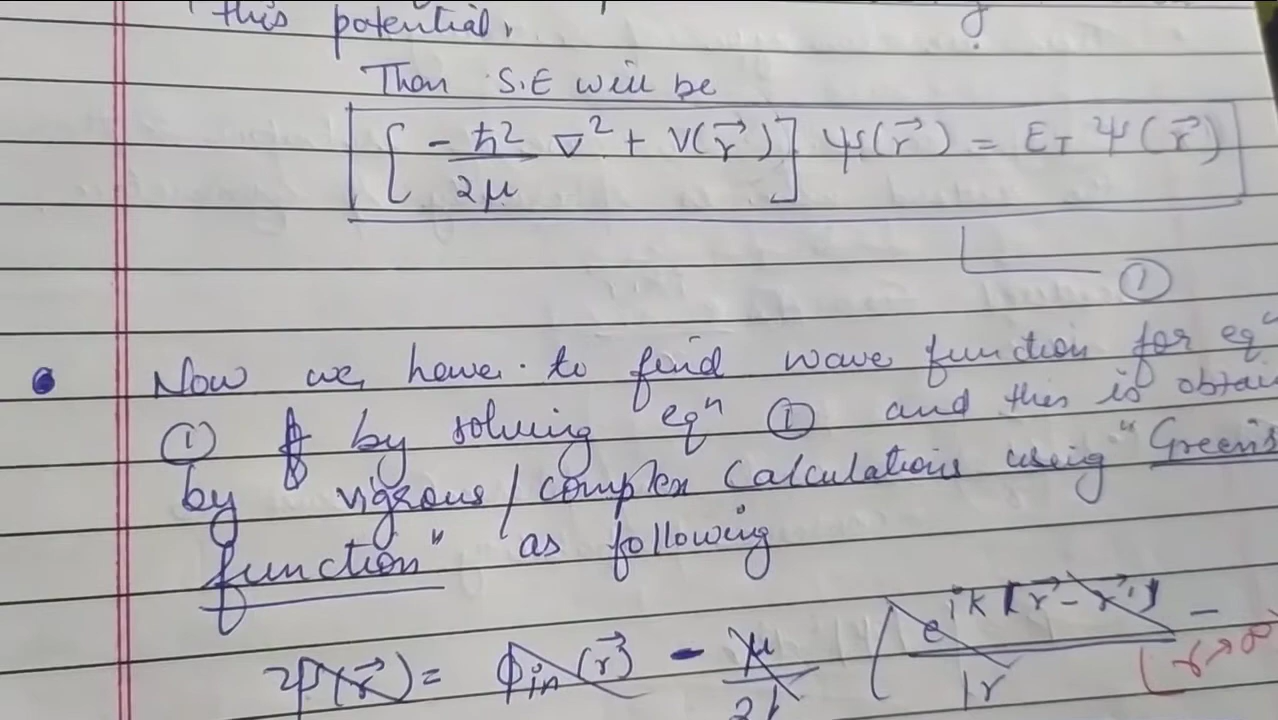 this potential.
Then S.E will be
[-ħ²/2μ ∇² + V(r⃗)] ψ(r⃗) = E_T ψ(r⃗)
①
Now we have to find wave function for eqⁿ
① by solving eqⁿ ① and this is obtai
by vigrous / complex calculations using "Green's
function" as following
ψ(r⃗) = ϕ_in(r⃗) - μ/2 ( e^{ik|r⃗-r⃗'|}/|r -
(r→∞